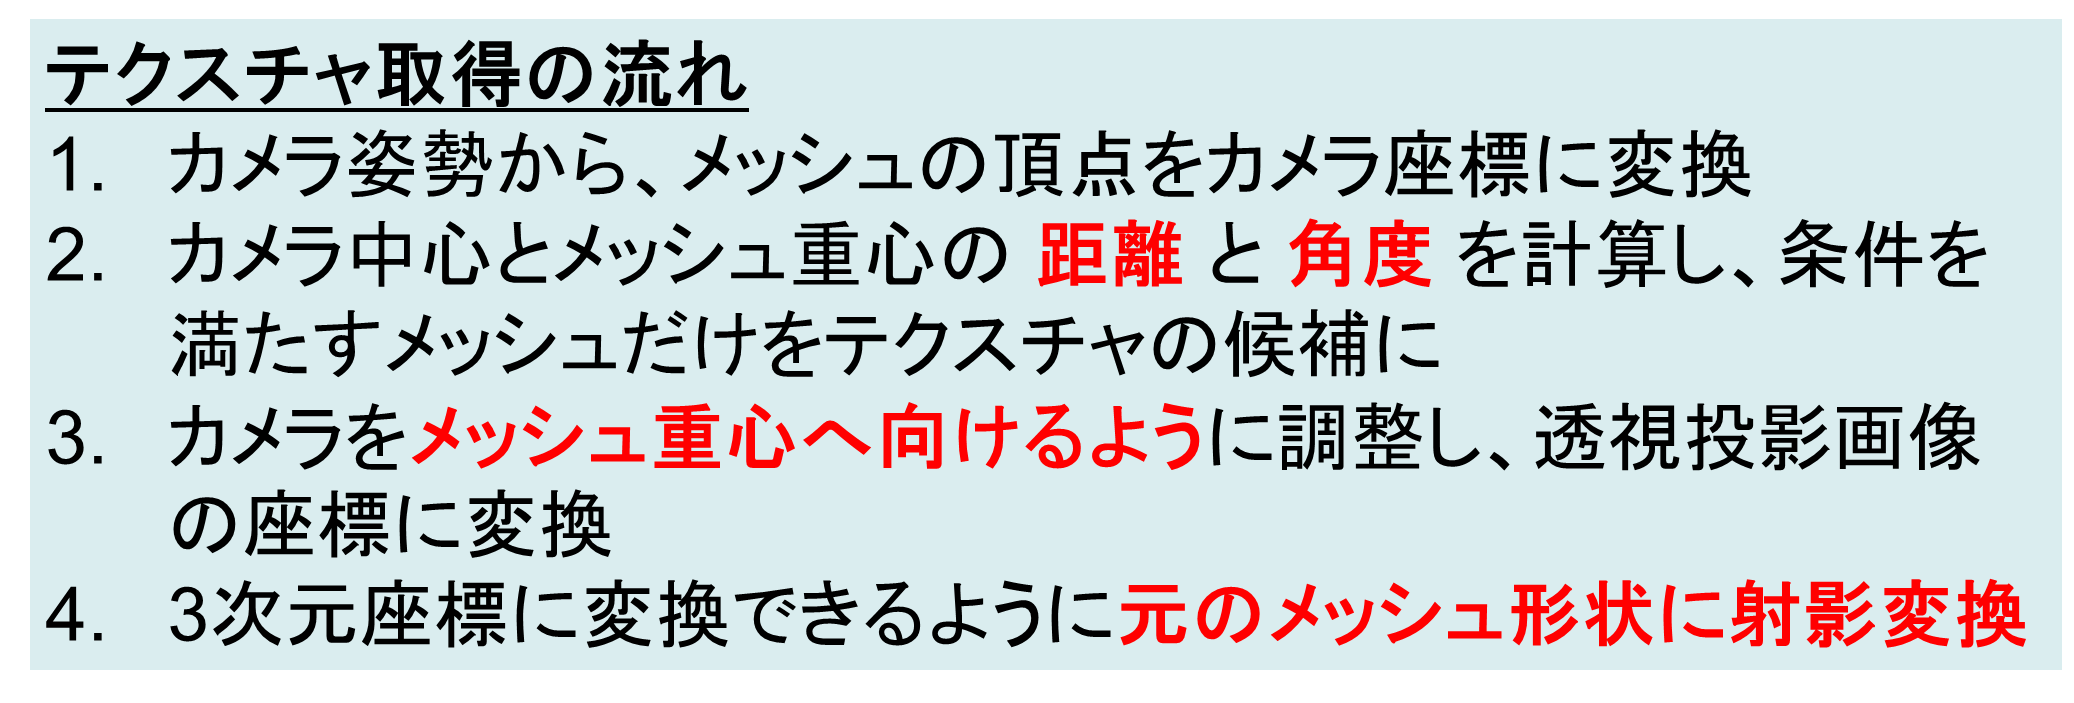 テクスチャ取得の流れ
1. カメラ姿勢から、メッシュの頂点をカメラ座標に変換
2. カメラ中心とメッシュ重心の 距離 と 角度 を計算し、条件を
満たすメッシュだけをテクスチャの候補に
3. カメラをメッシュ重心へ向けるように調整し、透視投影画像
の座標に変換
4. 3次元座標に変換できるように元のメッシュ形状に射影変換